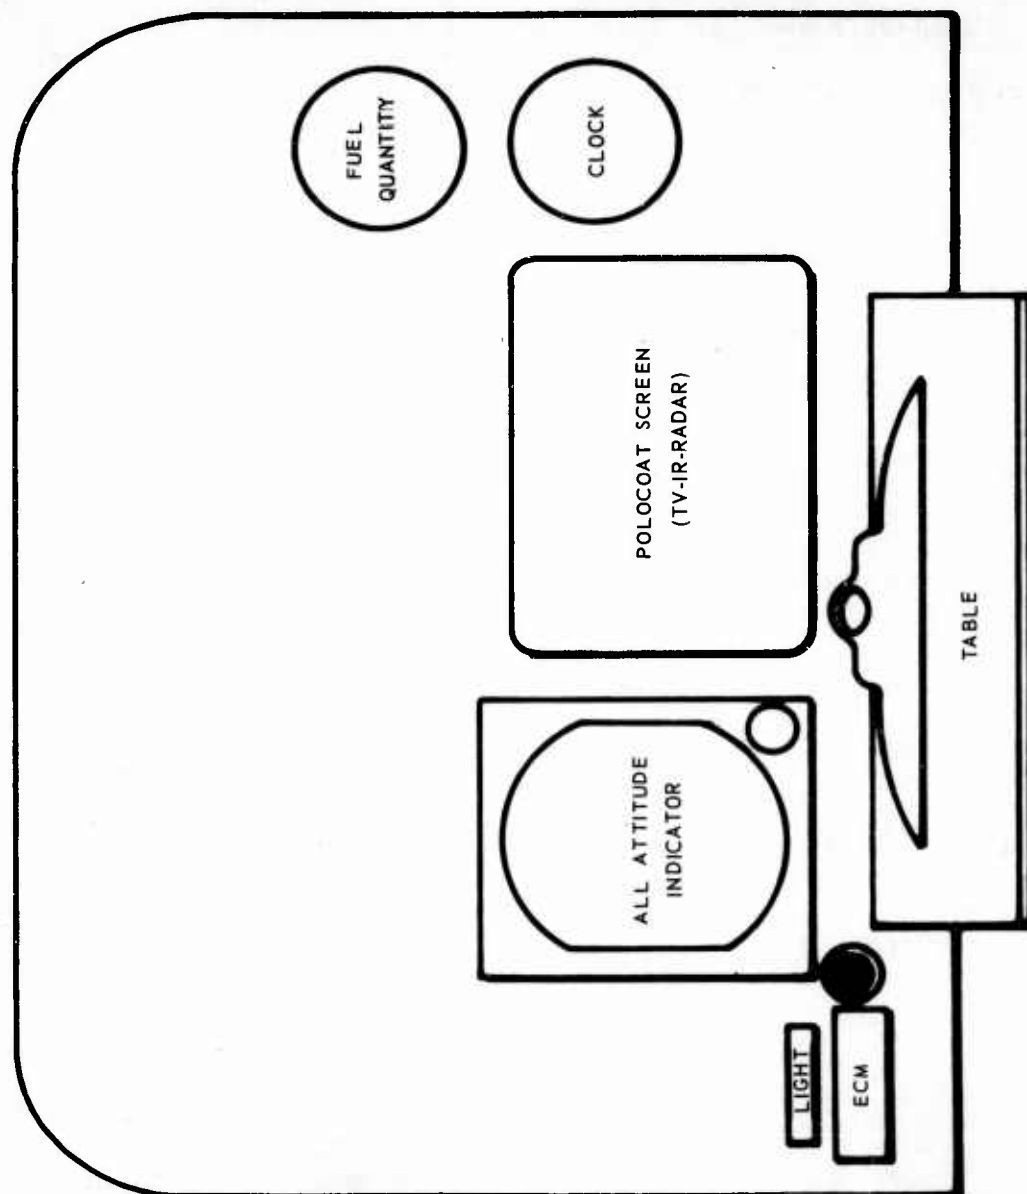 LIGHT
ECM
ALL ATTITUDE
INDICATOR
POLOCOAT SCREEN
(TV-IR-RADAR)
FUEL
QUANTITY
CLOCK
TABLE